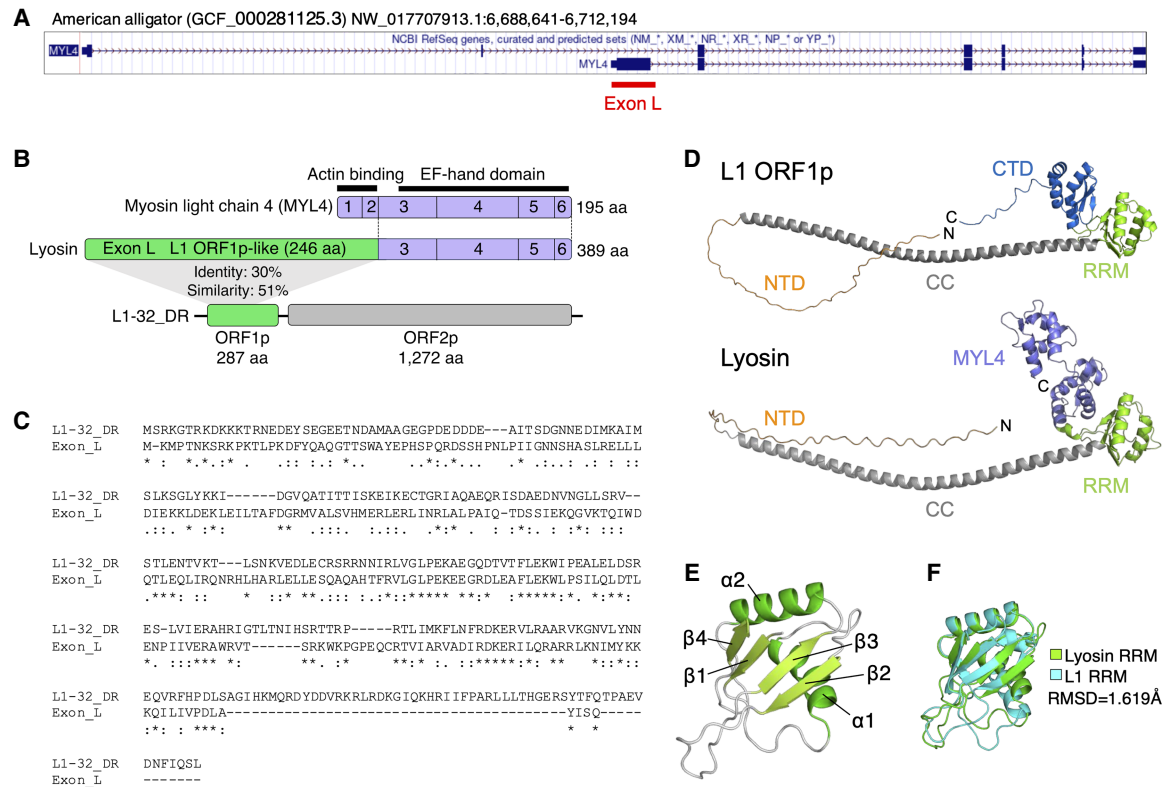 A
American alligator (GCF_000281125.3) NW_017707913.1:6,688,641-6,712,194
NCBI RefSeq genes, curated and predicted sets (NM_*, XM_*, NR_*, XR_*, NP_* or YP_*)
MYL4
MYL4
Exon L
B
Actin binding EF-hand domain
Myosin light chain 4 (MYL4) 1 2 3 4 5 6 195 aa
Lyosin Exon L L1 ORF1p-like (246 aa) 3 4 5 6 389 aa
Identity: 30%
Similarity: 51%
L1-32_DR
ORF1p ORF2p
287 aa 1,272 aa
C
L1-32_DR MSRKGTRKDKKKTRNEDEYSEGEETNDAMAAGEGPDEDDDE---AITSDGNNEDIMKAIM
Exon_L M-KMPTNKSRKPKTLPKDFYQAQGTTSWAYEPHSPQRDSSHPNLPIITGNNSHASLRELLL
* : *.*.:* . .:: :. * .. . .:. . .* . :. : ::
L1-32_DR SLKSGLYKKI------DGVQATITTISKEIKECTGRIAQAEQRISDAEDNVNGLLSRV--
Exon_L DIEKKLDEKLEILTAFDGRMVALSVHMERLERLINRLALPAIQ-TDSSIEKQGVKTQIWD
.::. * :*: ** .:::. .::. .*:* : .*:. : :*: :::
L1-32_DR STLENTVKT---LSNKVEDLECRSRRNNIRLVGLPEKAEGQDTVTFLEKWIPEALELDSR
Exon_L QTLEQLIRQNRHLHARLELLESQAQAHTFRVLGLPEKEEGRDLEAFLEKWLPSILQLDTL
.***: :: * ::* **.::: :.:*::***** **:* :*****:*. *:**:
L1-32_DR ES-LVIERAHRIGTLTNIHSRTTRP-----RTLIMKFLNFRDKERVLRAARVKGNVLYNN
Exon_L ENPIIVERAWRVT------SRKWKPGPEQCRTVIARVADIRDKERILQRARRLKNIMYKK
*. :::*** *: **. :* **:* :. ::*****:*: ** *::*::
L1-32_DR EQVRFHPDLSAGIHKMQRDYDDVRKRLRDKGIQKHRIIFPARLLLTHGERSYTFQTPAEV
Exon_L KQILIVPDLA------------------------------------------YISQ----
:*: : ***: * *
L1-32_DR DNFIQSL
Exon_L -------
D
L1 ORF1p
CTD
C
N
NTD
CC
RRM
Lyosin
MYL4
C
NTD
N
CC
RRM
E
α2
β4
β3
β1
β2
α1
F
Lyosin RRM
L1 RRM
RMSD=1.619Å